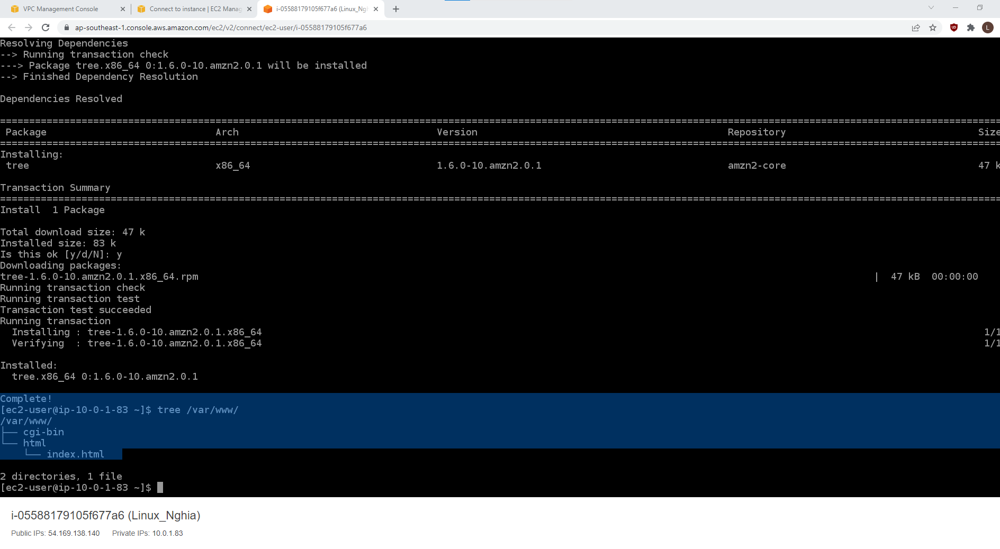 VPC Management Console
Connect to instance | EC2 Manag
i-05588179105f677a6 (Linux_Ngh
ap-southeast-1.console.aws.amazon.com/ec2/v2/connect/ec2-user/i-05588179105f677a6
L
Resolving Dependencies
--> Running transaction check
---> Package tree.x86_64 0:1.6.0-10.amzn2.0.1 will be installed
--> Finished Dependency Resolution
Dependencies Resolved
Package Arch Version Repository Size
Installing:
tree x86_64 1.6.0-10.amzn2.0.1 amzn2-core 47 k
Transaction Summary
Install 1 Package
Total download size: 47 k
Installed size: 83 k
Is this ok [y/d/N]: y
Downloading packages:
tree-1.6.0-10.amzn2.0.1.x86_64.rpm | 47 kB 00:00:00
Running transaction check
Running transaction test
Transaction test succeeded
Running transaction
Installing : tree-1.6.0-10.amzn2.0.1.x86_64 1/1
Verifying : tree-1.6.0-10.amzn2.0.1.x86_64 1/1
Installed:
tree.x86_64 0:1.6.0-10.amzn2.0.1
Complete!
[ec2-user@ip-10-0-1-83 ~]$ tree /var/www/
/var/www/
├── cgi-bin
└── html
    └── index.html
2 directories, 1 file
[ec2-user@ip-10-0-1-83 ~]$
i-05588179105f677a6 (Linux_Nghia)
Public IPs: 54.169.138.140 Private IPs: 10.0.1.83